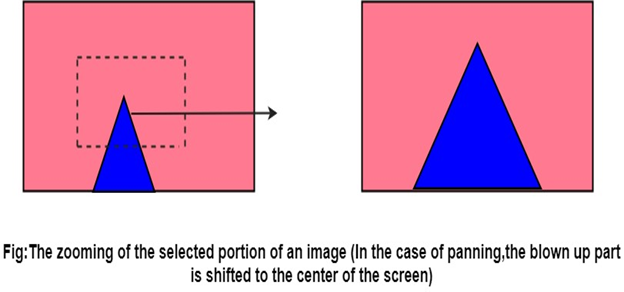 Fig:The zooming of the selected portion of an image (In the case of panning,the blown up part
is shifted to the center of the screen)